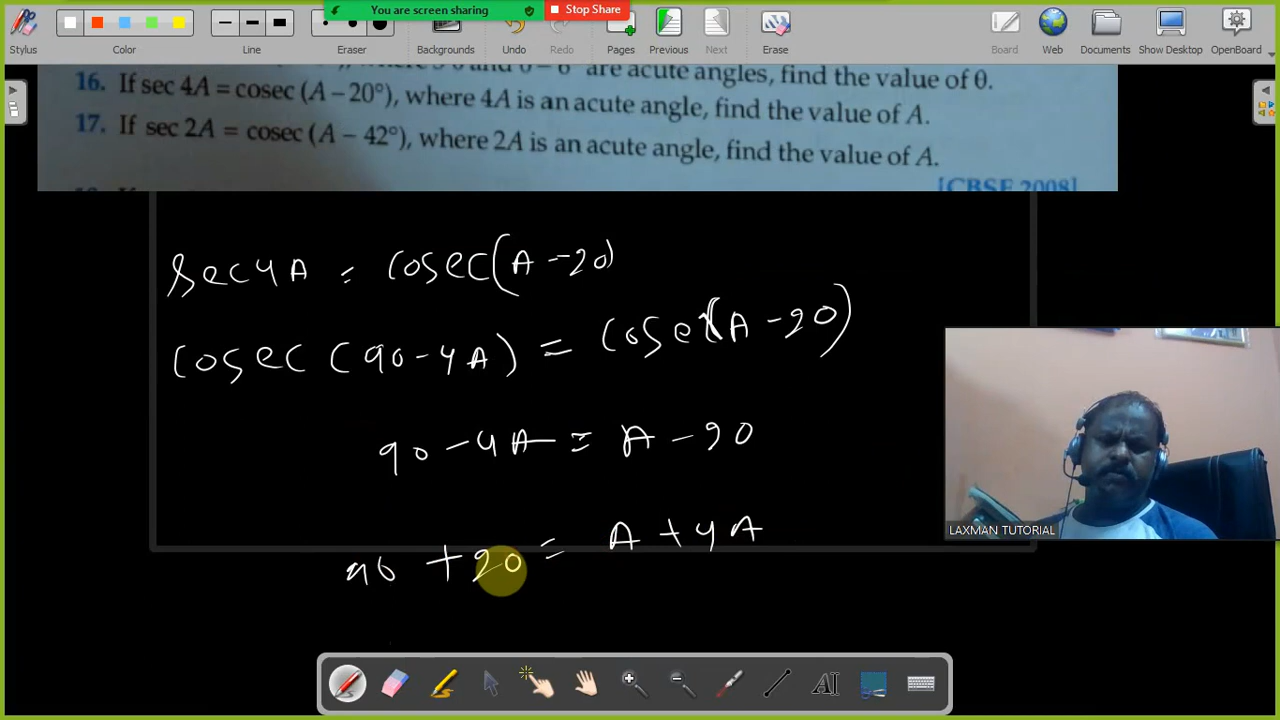 You are screen sharing Stop Share
Stylus Color Line Eraser Backgrounds Undo Redo Pages Previous Next Erase Board Web Documents Show Desktop OpenBoard
are acute angles, find the value of θ.
16. If sec 4A = cosec (A – 20°), where 4A is an acute angle, find the value of A.
17. If sec 2A = cosec (A – 42°), where 2A is an acute angle, find the value of A.
[CBSE 2008]
sec 4A = cosec (A - 20)
cosec (90 - 4A) = cosec (A - 20)
90 - 4A = A - 20
90 + 20 = A + 4A
LAXMAN TUTORIAL